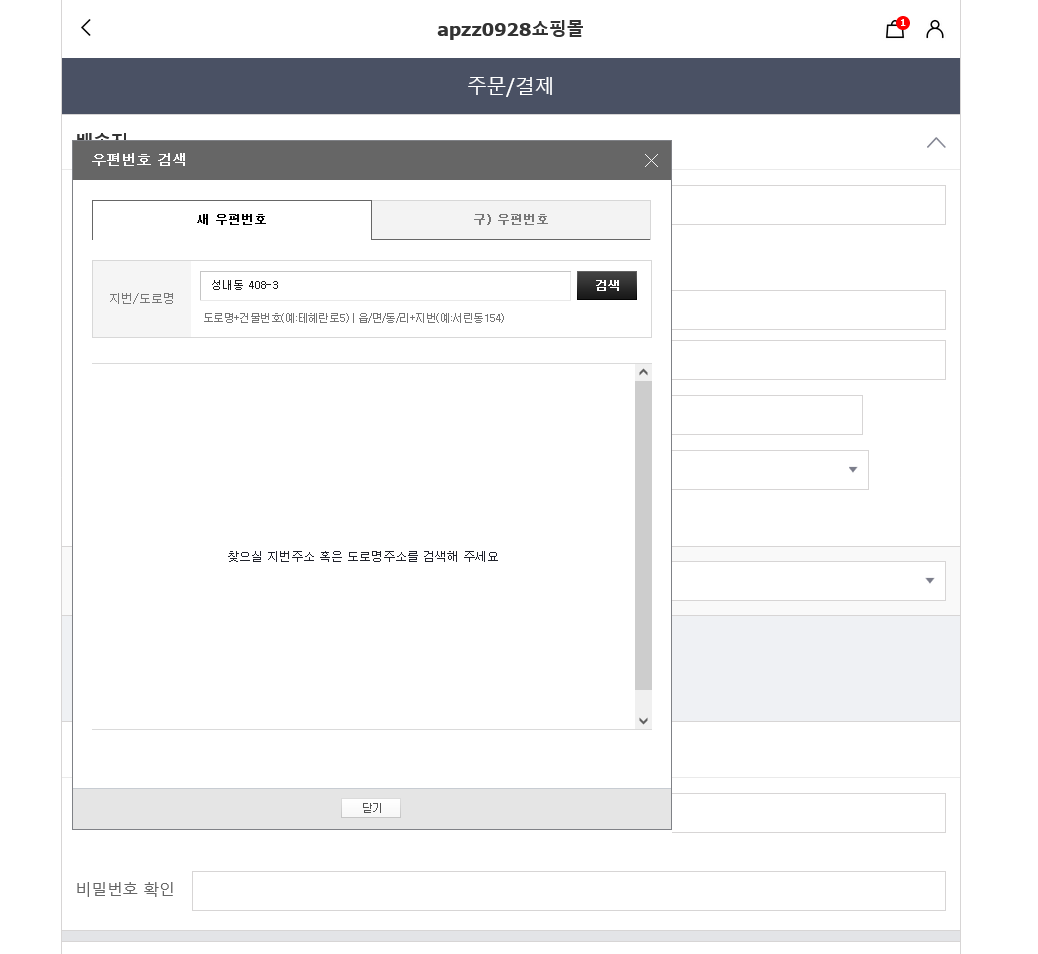 apzz0928쇼핑몰
1
주문/결제
배송지
우편번호 검색
새 우편번호
구) 우편번호
지번/도로명
성내동 408-3
검색
도로명+건물번호(예:테헤란로5) | 읍/면/동/리+지번(예:서린동154)
찾으실 지번주소 혹은 도로명주소를 검색해 주세요
닫기
비밀번호 확인